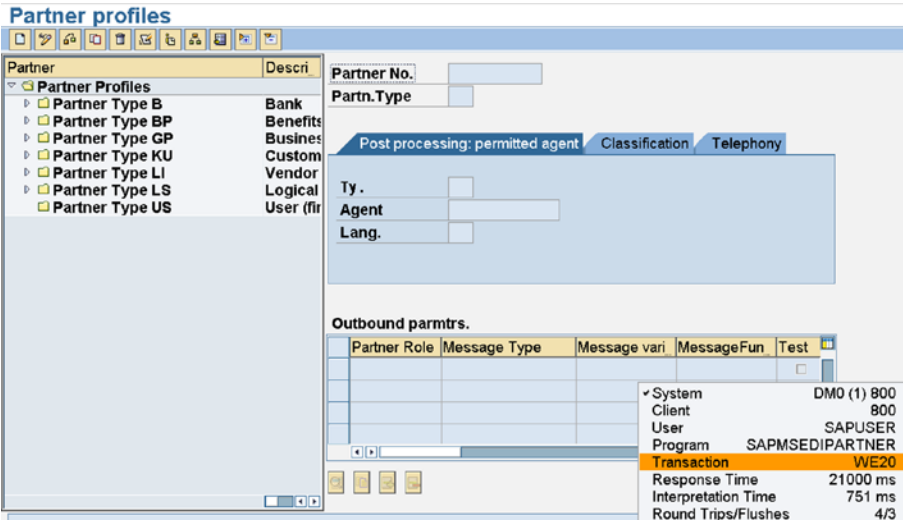 Partner profiles
Partner Descri_
Partner Profiles
Partner Type B Bank
Partner Type BP Benefits
Partner Type GP Busines
Partner Type KU Custom
Partner Type LI Vendor
Partner Type LS Logical
Partner Type US User (fir
Partner No.
Partn.Type
Post processing: permitted agent Classification Telephony
Ty.
Agent
Lang.
Outbound parmtrs.
Partner Role Message Type Message vari_ MessageFun_ Test
System DM0 (1) 800
Client 800
User SAPUSER
Program SAPMSEDIPARTNER
Transaction WE20
Response Time 21000 ms
Interpretation Time 751 ms
Round Trips/Flushes 4/3